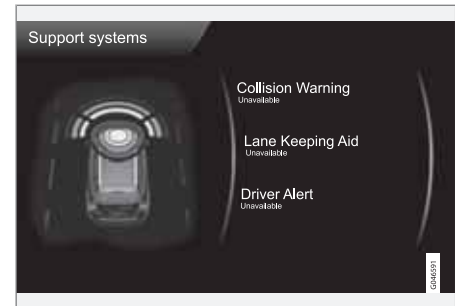 Support systems
Collision Warning
Unavailable
Lane Keeping Aid
Unavailable
Driver Alert
Unavailable
G046591